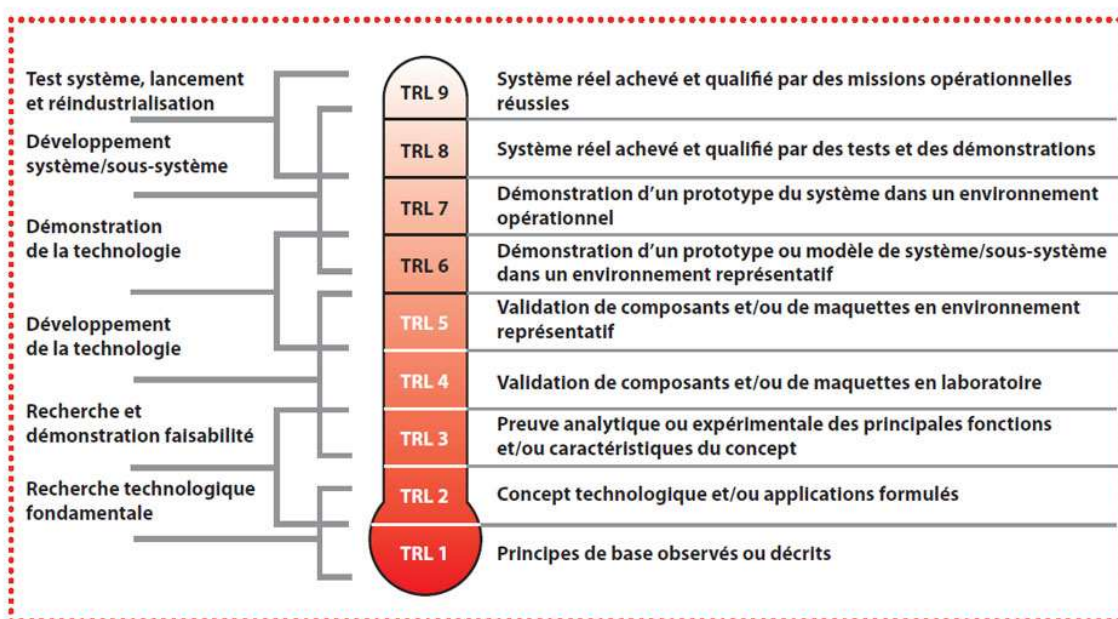 Test système, lancement
et réindustrialisation
Développement
système/sous-système
Démonstration
de la technologie
Développement
de la technologie
Recherche et
démonstration faisabilité
Recherche technologique
fondamentale
TRL 9
Système réel achevé et qualifié par des missions opérationnelles
réussies
TRL 8
Système réel achevé et qualifié par des tests et des démonstrations
TRL 7
Démonstration d’un prototype du système dans un environnement
opérationnel
TRL 6
Démonstration d’un prototype ou modèle de système/sous-système
dans un environnement représentatif
TRL 5
Validation de composants et/ou de maquettes en environnement
représentatif
TRL 4
Validation de composants et/ou de maquettes en laboratoire
TRL 3
Preuve analytique ou expérimentale des principales fonctions
et/ou caractéristiques du concept
TRL 2
Concept technologique et/ou applications formulés
TRL 1
Principes de base observés ou décrits